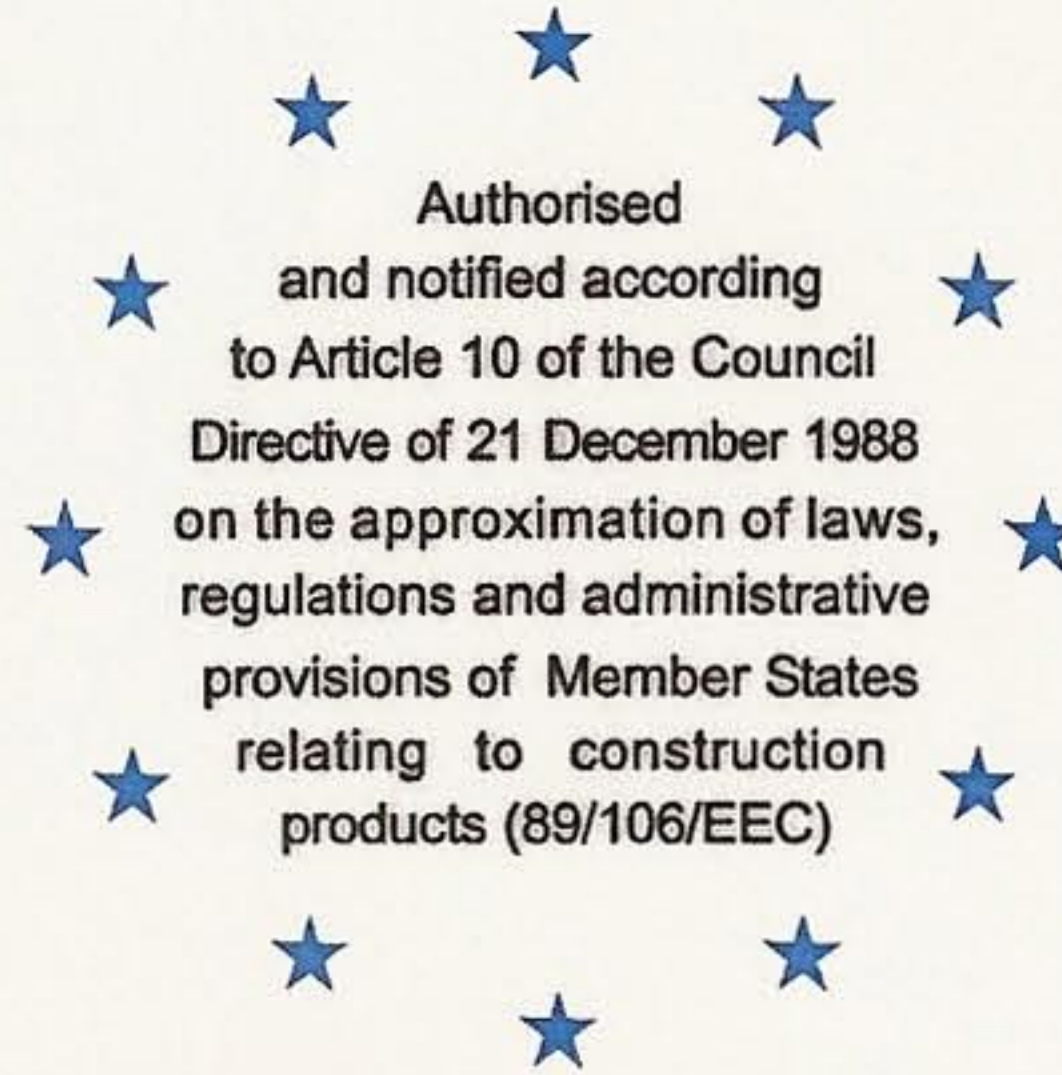 Authorised
and notified according
to Article 10 of the Council
Directive of 21 December 1988
on the approximation of laws,
regulations and administrative
provisions of Member States
relating to construction
products (89/106/EEC)